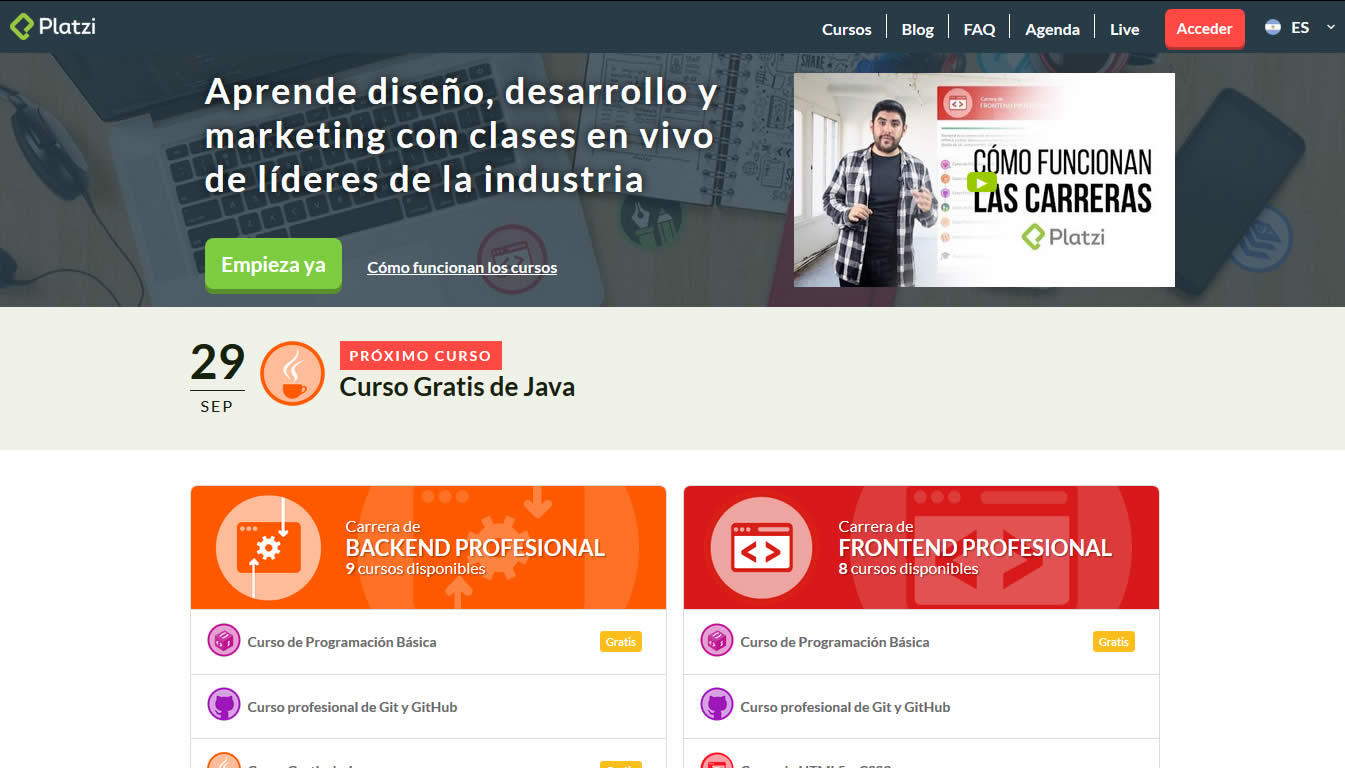 Platzi
Cursos
Blog
FAQ
Agenda
Live
Acceder
ES
Aprende diseño, desarrollo y
marketing con clases en vivo
de líderes de la industria
Empieza ya
Cómo funcionan los cursos
SHARE
Carrera de
CÓMO FUNCIONAN
LAS CARRERAS
Platzi
29
SEP
PRÓXIMO CURSO
Curso Gratis de Java
Carrera de
BACKEND PROFESIONAL
9 cursos disponibles
Curso de Programación Básica
Gratis
Curso profesional de Git y GitHub
Carrera de
FRONTEND PROFESIONAL
8 cursos disponibles
Curso de Programación Básica
Gratis
Curso profesional de Git y GitHub